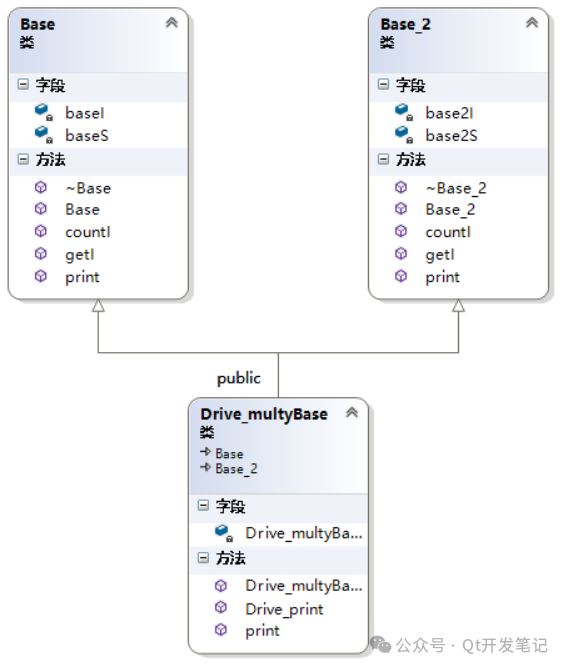 Base
类
字段
baseI
baseS
方法
~Base
Base
countI
getI
print
Base_2
类
字段
base2I
base2S
方法
~Base_2
Base_2
countI
getI
print
public
Drive_multyBase
类
Base
Base_2
字段
Drive_multyBa...
方法
Drive_multyBa...
Drive_print
print
公众号 · Qt开发笔记